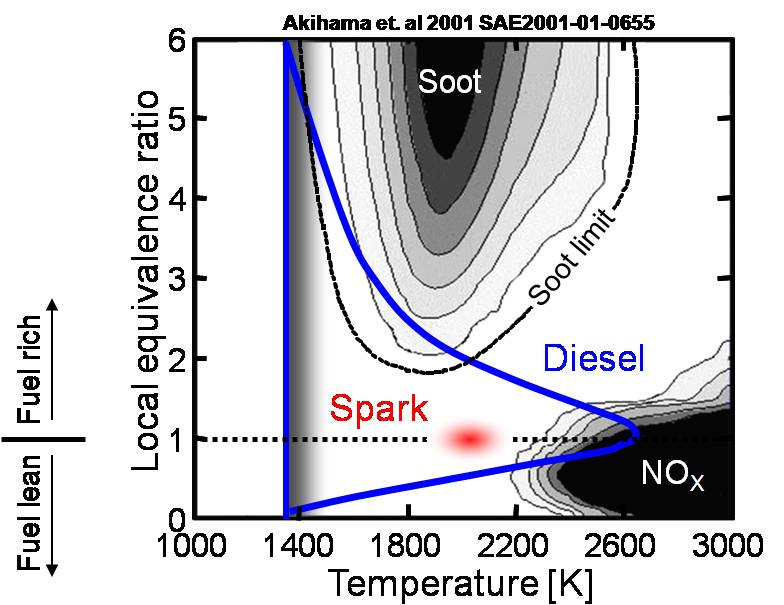 Akihama et. al 2001 SAE2001-01-0655
6
5
4
3
2
1
0
Local equivalence ratio
Fuel rich
Fuel lean
Soot
Soot limit
Diesel
Spark
NOX
1000 1400 1800 2200 2600 3000
Temperature [K]